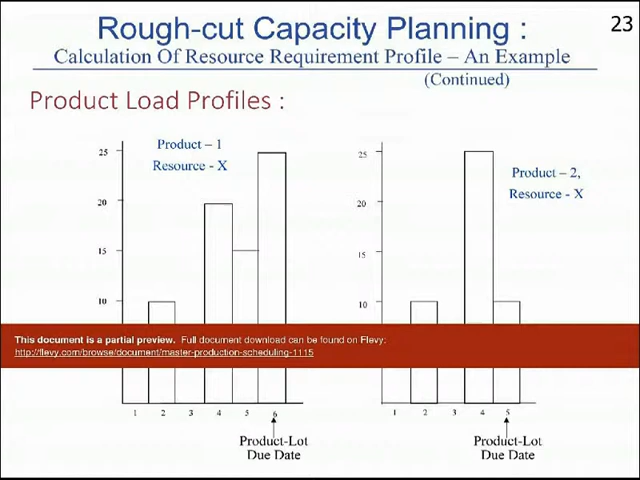 Rough-cut Capacity Planning :
23
Calculation Of Resource Requirement Profile – An Example
(Continued)
Product Load Profiles :
25
20
15
10
Product – 1
Resource - X
1 2 3 4 5 6
Product-Lot
Due Date
25
20
15
10
Product – 2,
Resource - X
1 2 3 4 5
Product-Lot
Due Date
This document is a partial preview. Full document download can be found on Flevy:
http://flevy.com/browse/document/master-production-scheduling-1115